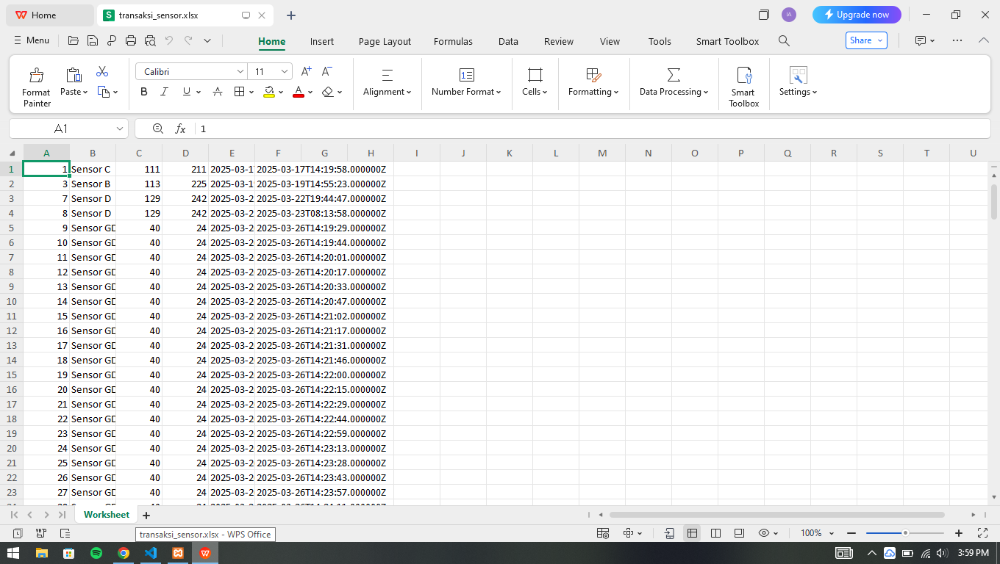 Home
transaksi_sensor.xlsx
IA
Upgrade now
Menu
Home Insert Page Layout Formulas Data Review View Tools Smart Toolbox
Share
Format Painter
Paste
Calibri 11
Alignment
Number Format
Cells
Formatting
Data Processing
Smart Toolbox
Settings
A1
fx 1
A B C D E F G H I J K L M N O P Q R S T U
1 1 Sensor C 111 211 2025-03-1 2025-03-17T14:19:58.000000Z
2 3 Sensor B 113 225 2025-03-1 2025-03-19T14:55:23.000000Z
3 7 Sensor D 129 242 2025-03-2 2025-03-22T19:44:47.000000Z
4 8 Sensor D 129 242 2025-03-2 2025-03-23T08:13:58.000000Z
5 9 Sensor GD 40 24 2025-03-2 2025-03-26T14:19:29.000000Z
6 10 Sensor GD 40 24 2025-03-2 2025-03-26T14:19:44.000000Z
7 11 Sensor GD 40 24 2025-03-2 2025-03-26T14:20:01.000000Z
8 12 Sensor GD 40 24 2025-03-2 2025-03-26T14:20:17.000000Z
9 13 Sensor GD 40 24 2025-03-2 2025-03-26T14:20:33.000000Z
10 14 Sensor GD 40 24 2025-03-2 2025-03-26T14:20:47.000000Z
11 15 Sensor GD 40 24 2025-03-2 2025-03-26T14:21:02.000000Z
12 16 Sensor GD 40 24 2025-03-2 2025-03-26T14:21:17.000000Z
13 17 Sensor GD 40 24 2025-03-2 2025-03-26T14:21:31.000000Z
14 18 Sensor GD 40 24 2025-03-2 2025-03-26T14:21:46.000000Z
15 19 Sensor GD 40 24 2025-03-2 2025-03-26T14:22:00.000000Z
16 20 Sensor GD 40 24 2025-03-2 2025-03-26T14:22:15.000000Z
17 21 Sensor GD 40 24 2025-03-2 2025-03-26T14:22:29.000000Z
18 22 Sensor GD 40 24 2025-03-2 2025-03-26T14:22:44.000000Z
19 23 Sensor GD 40 24 2025-03-2 2025-03-26T14:22:59.000000Z
20 24 Sensor GD 40 24 2025-03-2 2025-03-26T14:23:13.000000Z
21 25 Sensor GD 40 24 2025-03-2 2025-03-26T14:23:28.000000Z
22 26 Sensor GD 40 24 2025-03-2 2025-03-26T14:23:43.000000Z
23 27 Sensor GD 40 24 2025-03-2 2025-03-26T14:23:57.000000Z
Worksheet
transaksi_sensor.xlsx - WPS Office
100%
3:59 PM